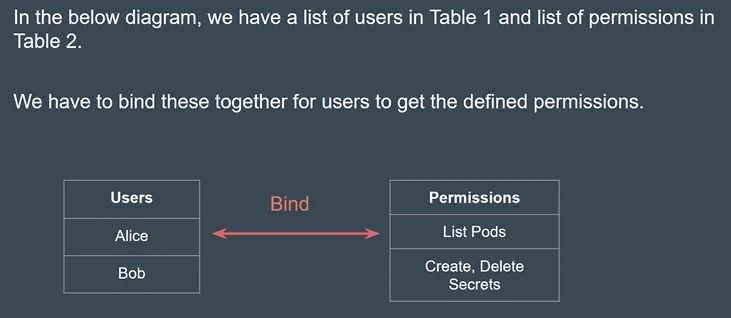 In the below diagram, we have a list of users in Table 1 and list of permissions in
Table 2.
We have to bind these together for users to get the defined permissions.
Users
Alice
Bob
Bind
Permissions
List Pods
Create, Delete
Secrets